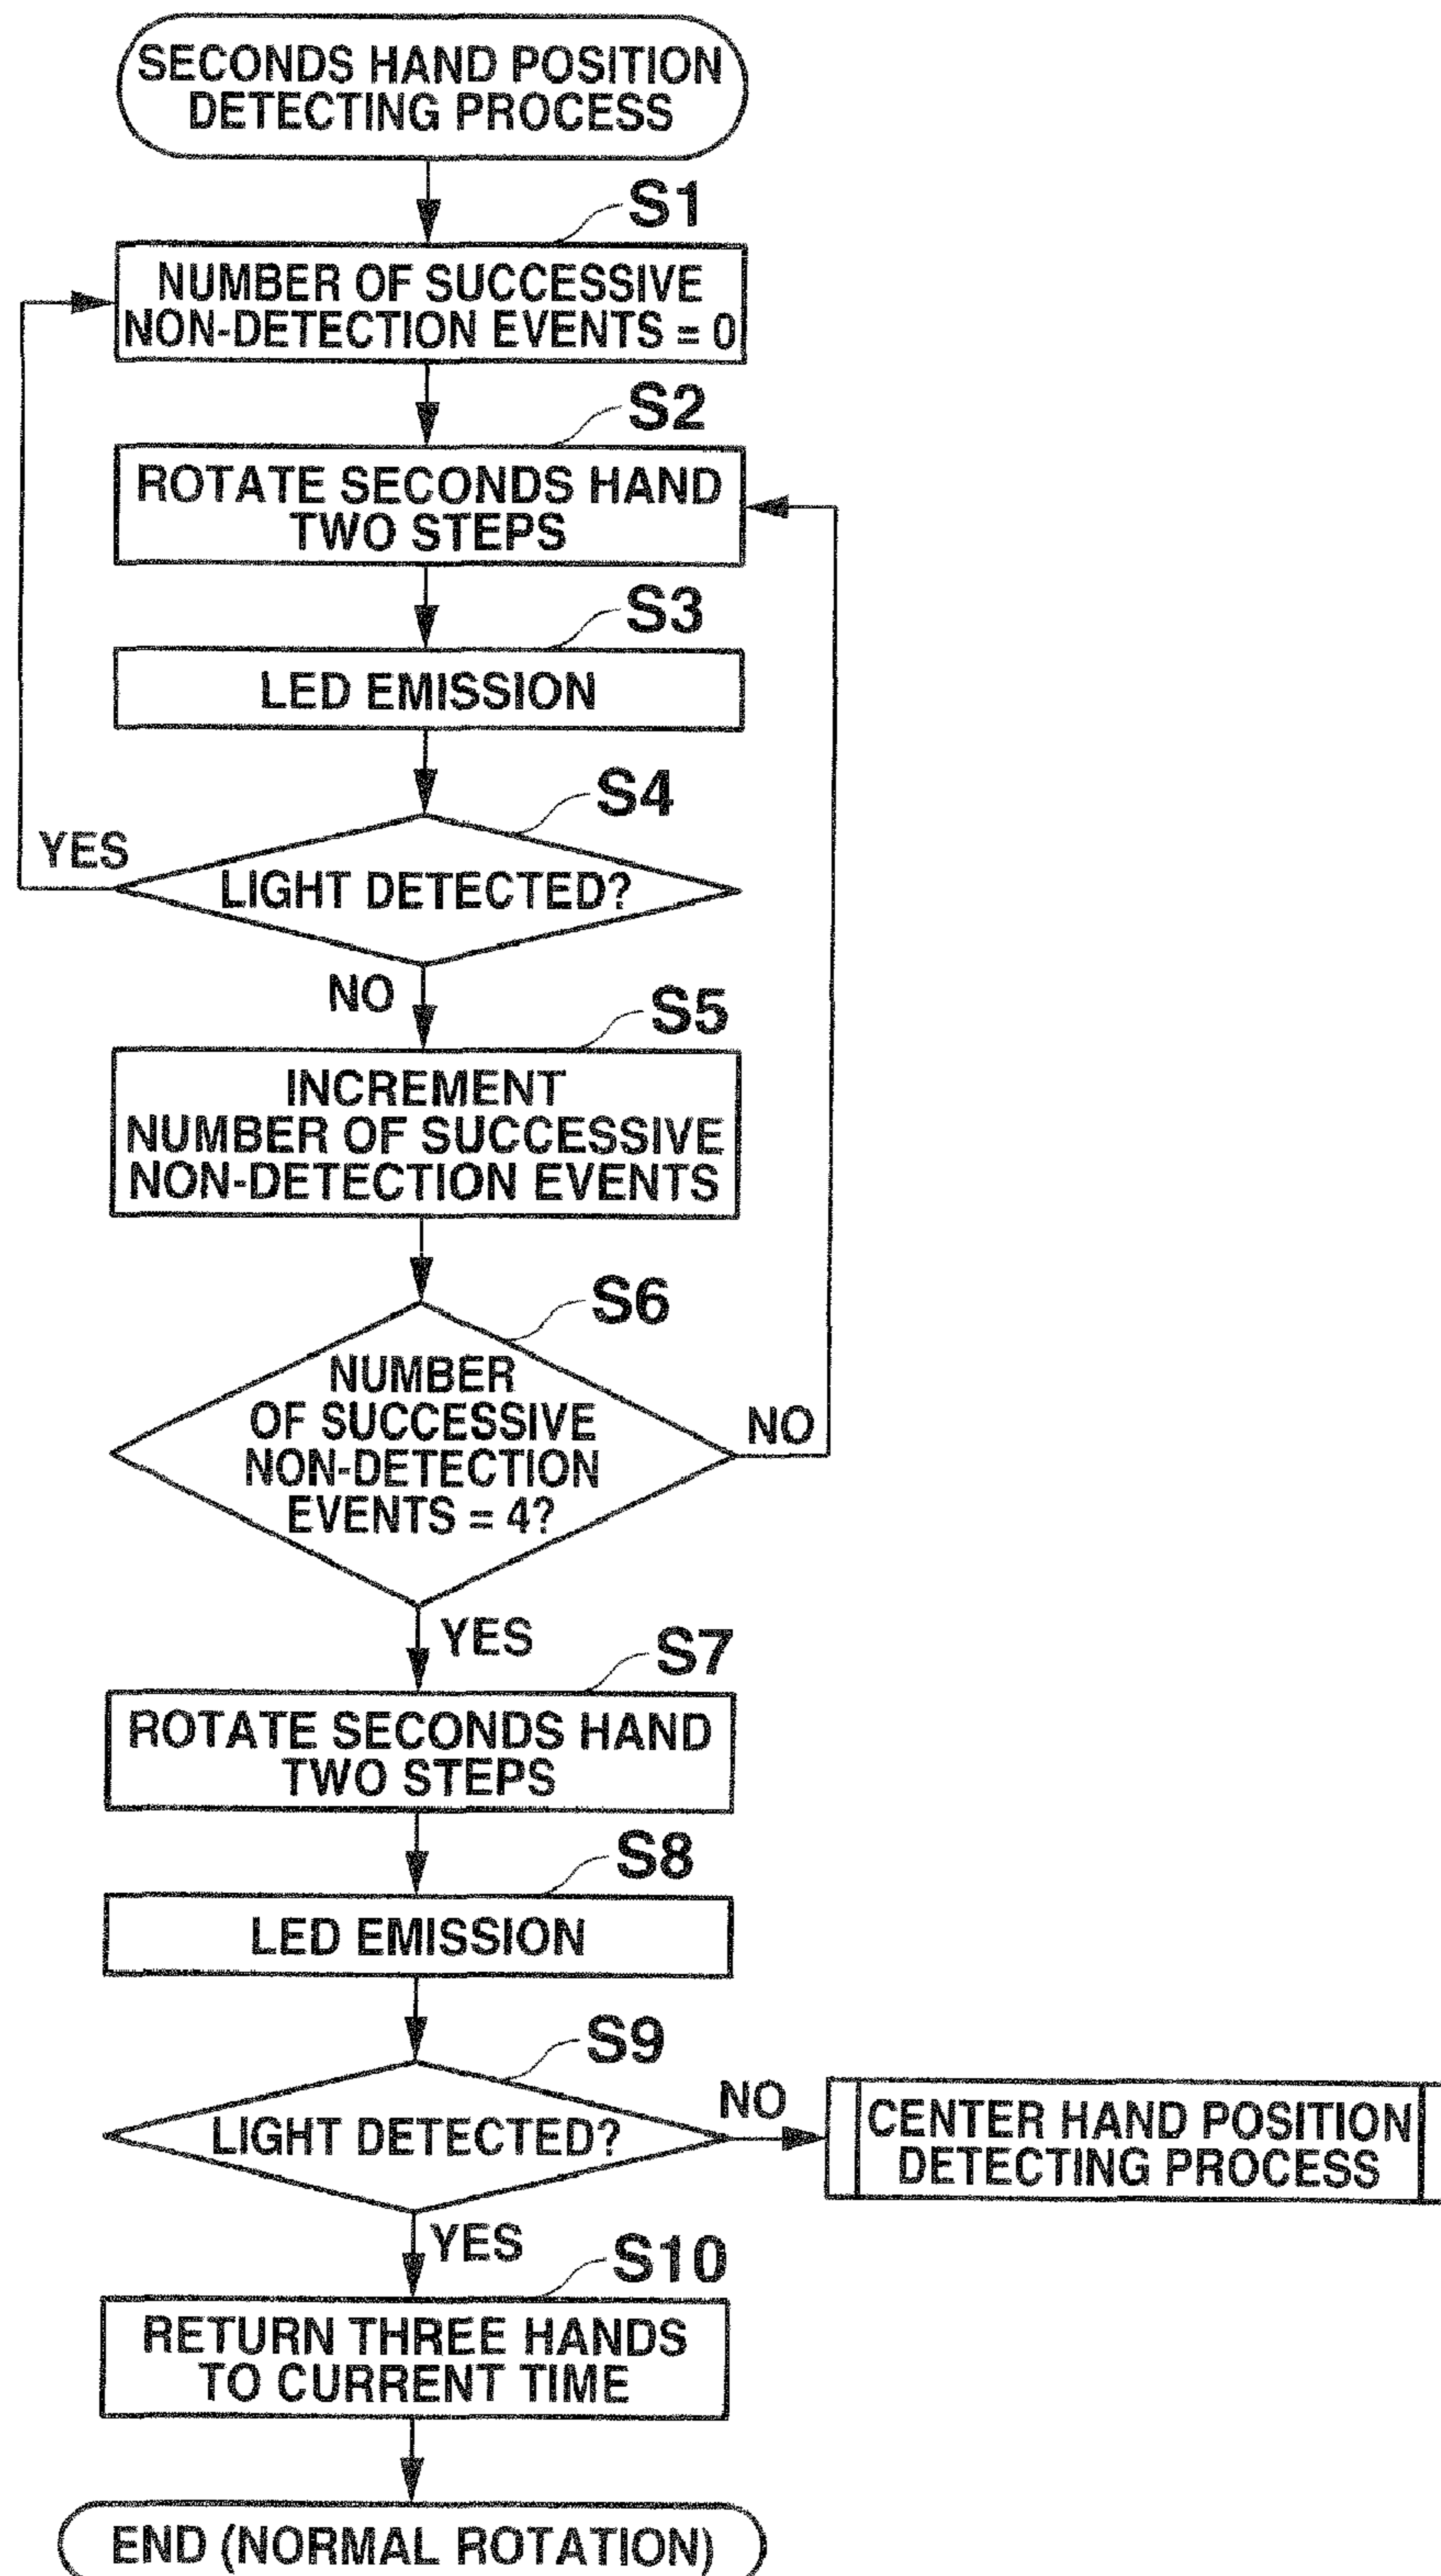 SECONDS HAND POSITION
DETECTING PROCESS
S1
NUMBER OF SUCCESSIVE
NON-DETECTION EVENTS = 0
S2
ROTATE SECONDS HAND
TWO STEPS
S3
LED EMISSION
S4
YES
LIGHT DETECTED?
NO
S5
INCREMENT
NUMBER OF SUCCESSIVE
NON-DETECTION EVENTS
S6
NUMBER
OF SUCCESSIVE
NON-DETECTION
EVENTS = 4?
NO
YES
S7
ROTATE SECONDS HAND
TWO STEPS
S8
LED EMISSION
S9
LIGHT DETECTED?
NO
CENTER HAND POSITION
DETECTING PROCESS
YES
S10
RETURN THREE HANDS
TO CURRENT TIME
END (NORMAL ROTATION)